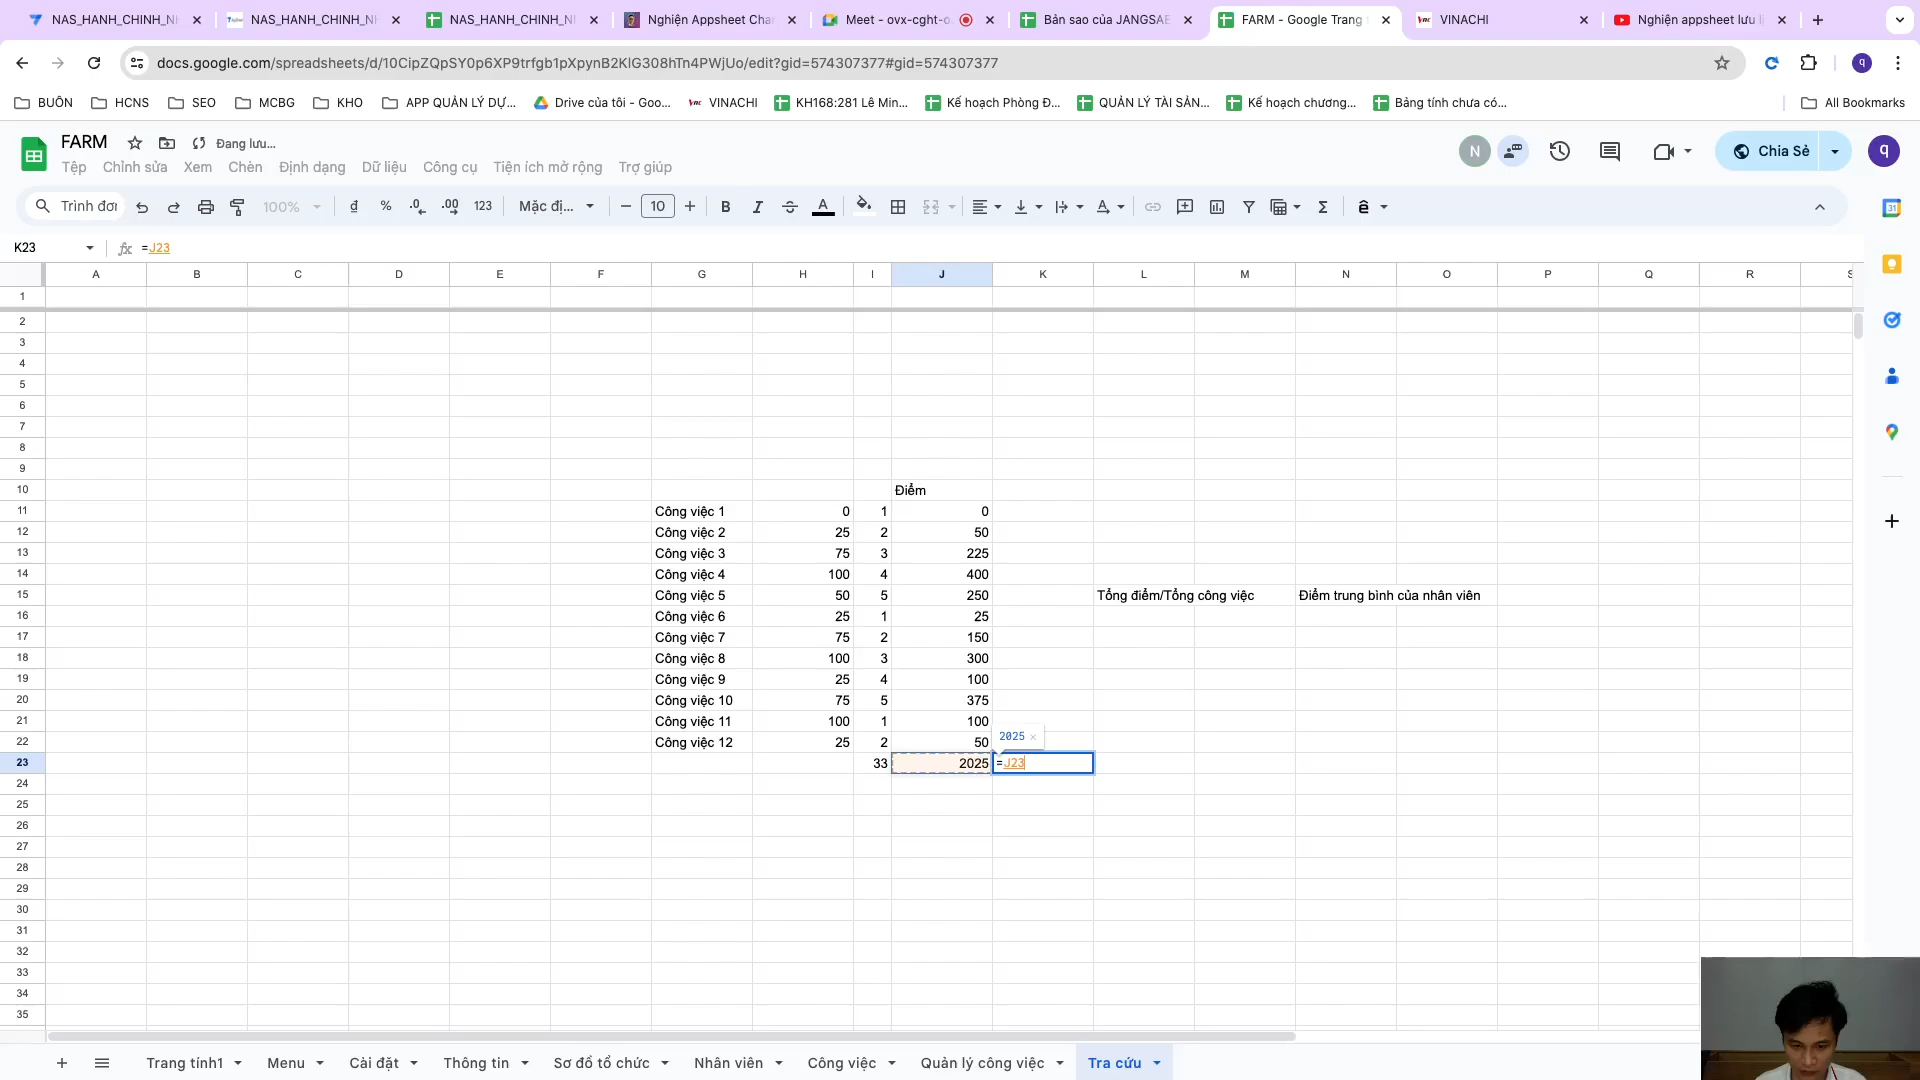 NAS_HANH_CHINH_N
NAS_HANH_CHINH_NH
NAS_HANH_CHINH_N
Nghiện Appsheet Cha
Meet - ovx-cght-o
Bản sao của JANGSAE
FARM - Google Trang
VINACHI
Nghiện appsheet lưu l
docs.google.com/spreadsheets/d/10CipZQpSY0p6XP9trfgb1pXpynB2KlG308hTn4PWjUo/edit?gid=574307377#gid=574307377
q
BUÔN
HCNS
SEO
MCBG
KHO
APP QUẢN LÝ DỰ...
Drive của tôi - Goo...
VINACHI
KH168:281 Lê Min...
Kế hoạch Phòng Đ...
QUẢN LÝ TÀI SẢN...
Kế hoạch chương...
Bảng tính chưa có...
All Bookmarks
FARM
Đang lưu...
Tệp Chỉnh sửa Xem Chèn Định dạng Dữ liệu Công cụ Tiện ích mở rộng Trợ giúp
N
Chia Sẻ
q
Trình đơn
100%
đ % .0 .00 123
Mặc đị...
10
B I
A
31
K23
=J23
A B C D E F G H I J K L M N O P Q R S
1
2
3
4
5
6
7
8
9
10 Điểm
11 Công việc 1 0 1 0
12 Công việc 2 25 2 50
13 Công việc 3 75 3 225
14 Công việc 4 100 4 400
15 Công việc 5 50 5 250 Tổng điểm/Tổng công việc Điểm trung bình của nhân viên
16 Công việc 6 25 1 25
17 Công việc 7 75 2 150
18 Công việc 8 100 3 300
19 Công việc 9 25 4 100
20 Công việc 10 75 5 375
21 Công việc 11 100 1 100
22 Công việc 12 25 2 50
2025 ×
23 33 2025 =J23
24
25
26
27
28
29
30
31
32
33
34
35
Trang tính1
Menu
Cài đặt
Thông tin
Sơ đồ tổ chức
Nhân viên
Công việc
Quản lý công việc
Tra cứu